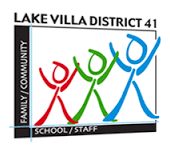 LAKE VILLA DISTRICT 41
FAMILY / COMMUNITY
SCHOOL / STAFF